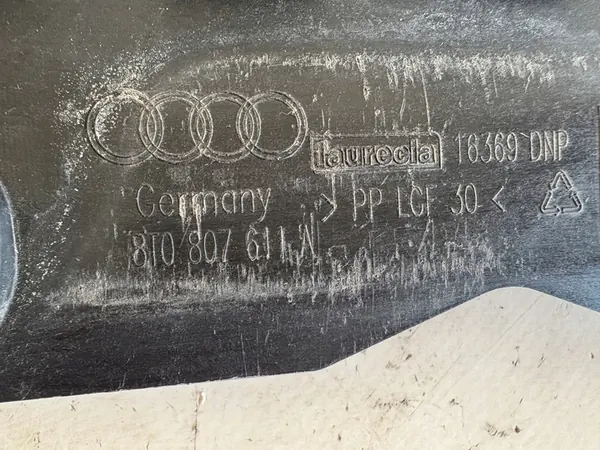 faurecia 18369 DNP
Germany > PP LGF 30 <
8T0 807 611 N